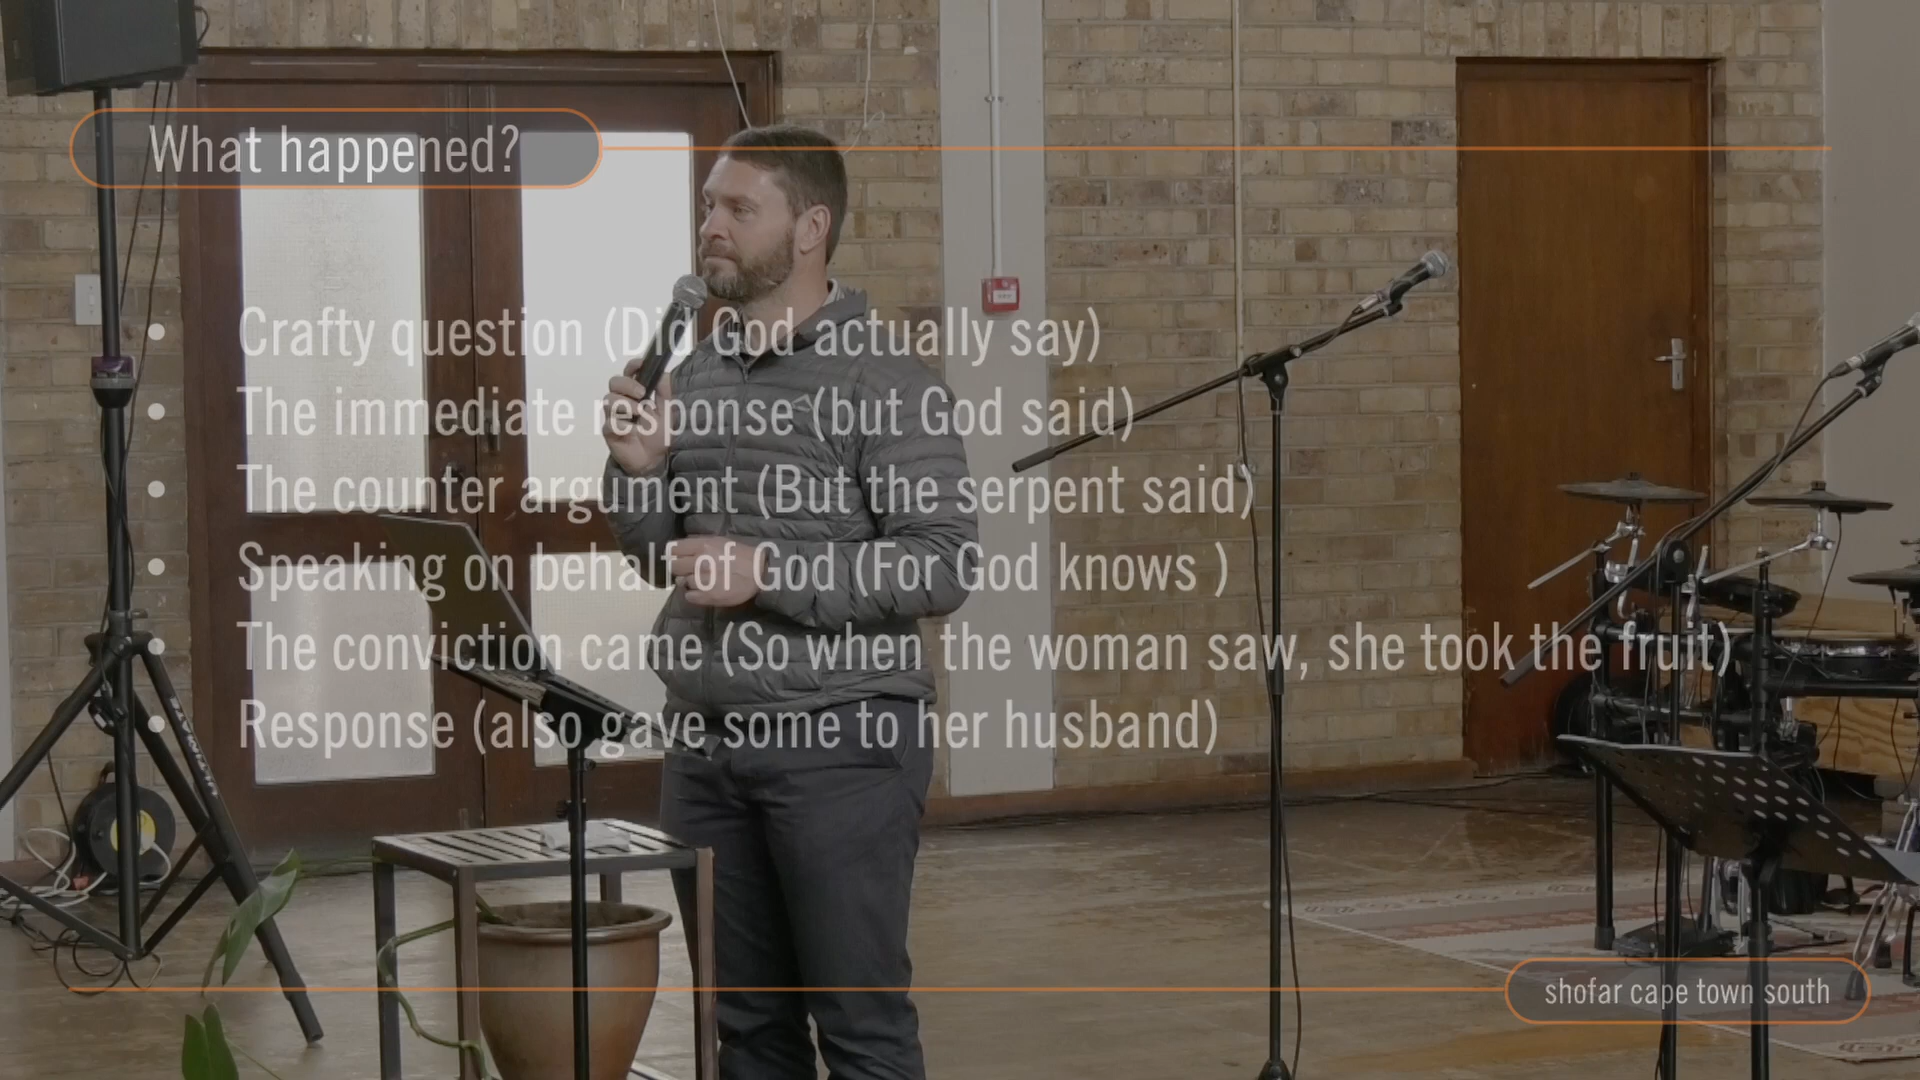 What happened?
• Crafty question (Did God actually say)
• The immediate response (but God said)
• The counter argument (But the serpent said)
• Speaking on behalf of God (For God knows )
• The conviction came (So when the woman saw, she took the fruit)
• Response (also gave some to her husband)
shofar cape town south